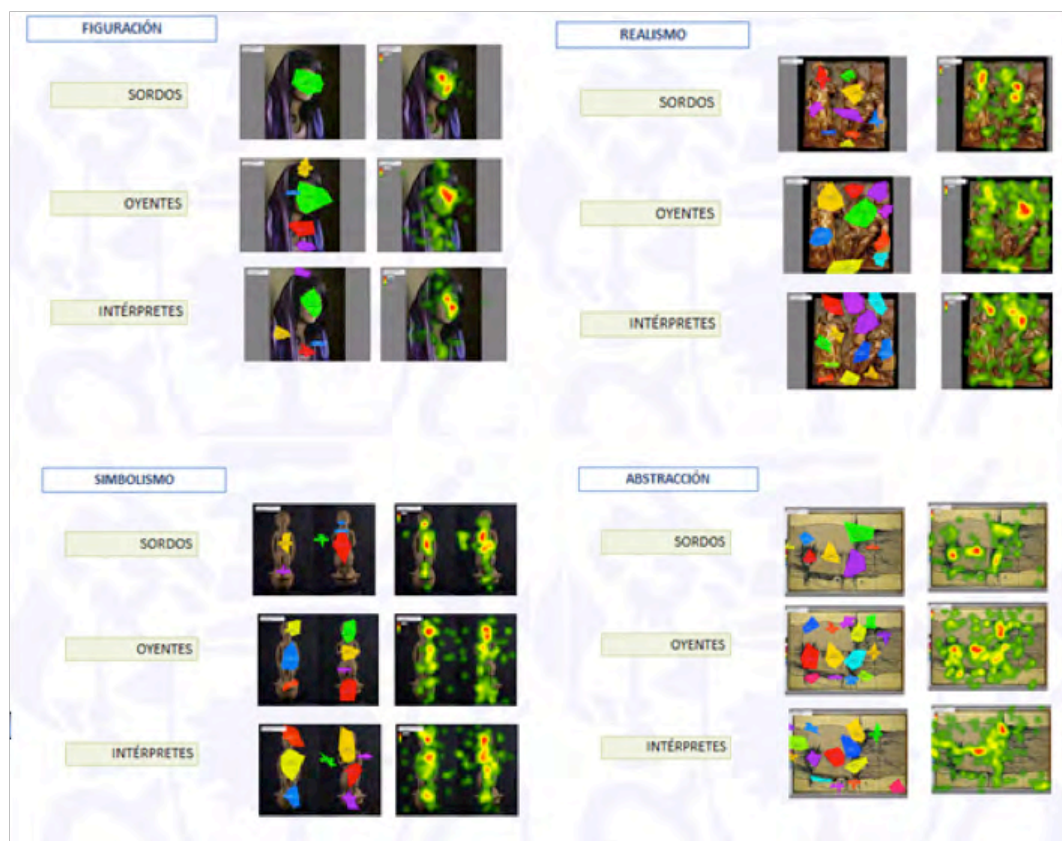 FIGURACIÓN
SORDOS
OYENTES
INTÉRPRETES
REALISMO
SORDOS
OYENTES
INTÉRPRETES
SIMBOLISMO
SORDOS
OYENTES
INTÉRPRETES
ABSTRACCIÓN
SORDOS
OYENTES
INTÉRPRETES